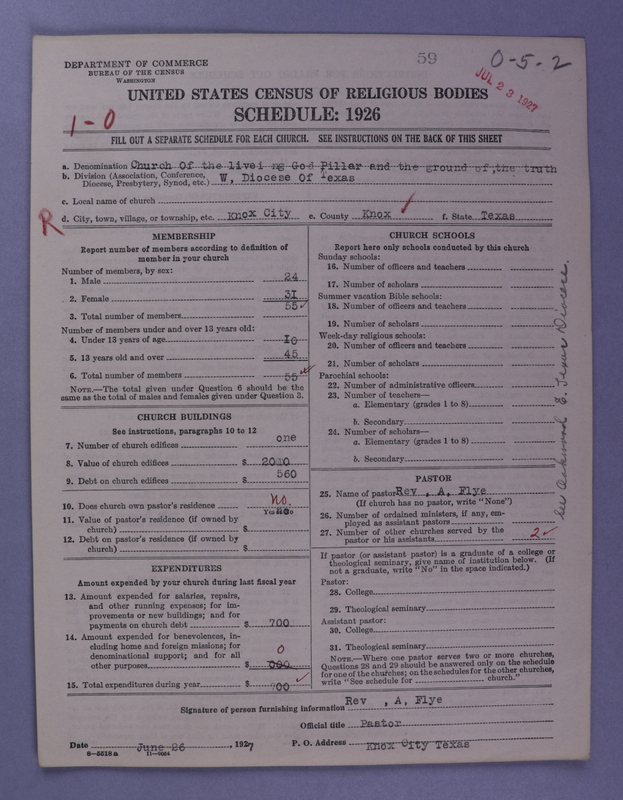 59
0-5-2
JUL 23 1927
DEPARTMENT OF COMMERCE
BUREAU OF THE CENSUS
WASHINGTON
UNITED STATES CENSUS OF RELIGIOUS BODIES
SCHEDULE: 1926
1-0
FILL OUT A SEPARATE SCHEDULE FOR EACH CHURCH. SEE INSTRUCTIONS ON THE BACK OF THIS SHEET
a. Denomination Church Of the livei ng God Pillar and the ground of ,the truth
b. Division (Association, Conference, Diocese, Presbytery, Synod, etc.) W, Diocese Of Texas
c. Local name of church
R
d. City, town, village, or township, etc. Knox City e. County Knox f. State Texas
MEMBERSHIP
Report number of members according to definition of
member in your church
Number of members, by sex:
1. Male 24
2. Female 31
3. Total number of members 55
Number of members under and over 13 years old:
4. Under 13 years of age 10
5. 13 years old and over 45
6. Total number of members 55
NOTE.—The total given under Question 6 should be the
same as the total of males and females given under Question 3.
CHURCH BUILDINGS
See instructions, paragraphs 10 to 12
7. Number of church edifices one
8. Value of church edifices $ 2000
9. Debt on church edifices $ 560
10. Does church own pastor's residence No.
Yes or No
11. Value of pastor's residence (if owned by
church) $
12. Debt on pastor's residence (if owned by
church) $
EXPENDITURES
Amount expended by your church during last fiscal year
13. Amount expended for salaries, repairs,
and other running expenses; for im-
provements or new buildings; and for
payments on church debt $ 700
14. Amount expended for benevolences, in-
cluding home and foreign missions; for
denominational support; and for all
other purposes $ 0
15. Total expenditures during year $ 700
CHURCH SCHOOLS
Report here only schools conducted by this church
Sunday schools:
16. Number of officers and teachers
17. Number of scholars
Summer vacation Bible schools:
18. Number of officers and teachers
19. Number of scholars
Week-day religious schools:
20. Number of officers and teachers
21. Number of scholars
Parochial schools:
22. Number of administrative officers
23. Number of teachers—
a. Elementary (grades 1 to 8)
b. Secondary
24. Number of scholars—
a. Elementary (grades 1 to 8)
b. Secondary
PASTOR
25. Name of pastor Rev , A, Flye
(If church has no pastor, write "None")
26. Number of ordained ministers, if any, em-
ployed as assistant pastors
27. Number of other churches served by the
pastor or his assistants 2
If pastor (or assistant pastor) is a graduate of a college or
theological seminary, give name of institution below. (If
not a graduate, write "No" in the space indicated.)
Pastor:
28. College
29. Theological seminary
Assistant pastor:
30. College
31. Theological seminary
NOTE.—Where one pastor serves two or more churches,
Questions 28 and 29 should be answered only on the schedule
for one of the churches; on the schedules for the other churches,
write "See schedule for church."
See Oakwood E. Texas Diocese.
Signature of person furnishing information Rev , A, Flye
Official title Pastor
Date June 26, 1927 P. O. Address Knox City Texas
8-5518a 11-9054